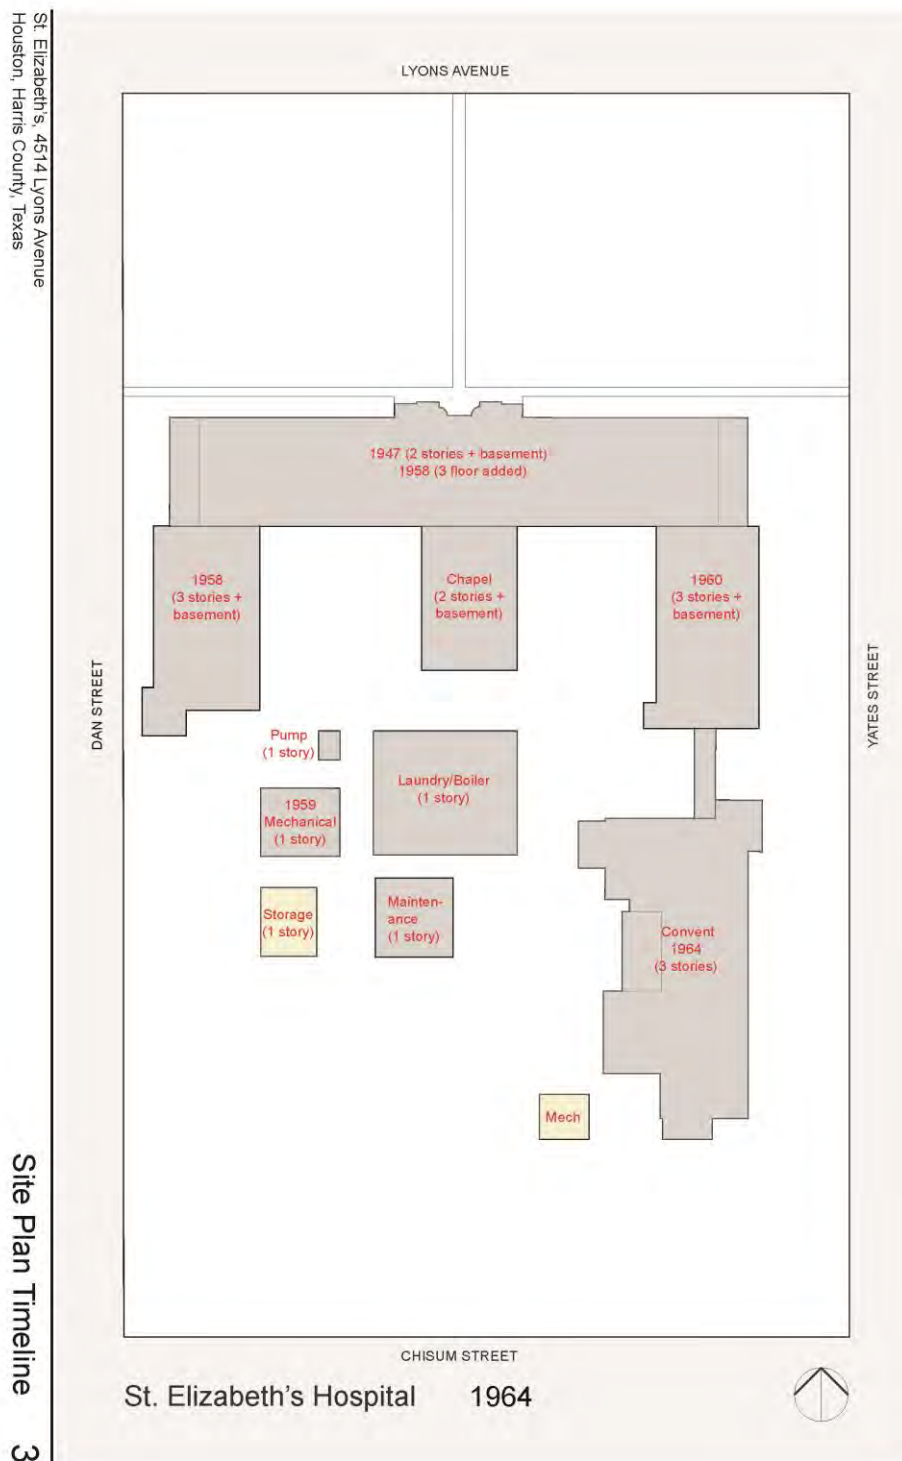 St. Elizabeth's, 4514 Lyons Avenue
Houston, Harris County, Texas
LYONS AVENUE
1947 (2 stories + basement)
1958 (3 floor added)
1958
(3 stories +
basement)
Chapel
(2 stories +
basement)
1960
(3 stories +
basement)
DAN STREET
YATES STREET
Pump
(1 story)
Laundry/Boiler
(1 story)
1959
Mechanical
(1 story)
Storage
(1 story)
Mainten-
ance
(1 story)
Convent
1964
(3 stories)
Mech
CHISUM STREET
St. Elizabeth's Hospital 1964
Site Plan Timeline 3